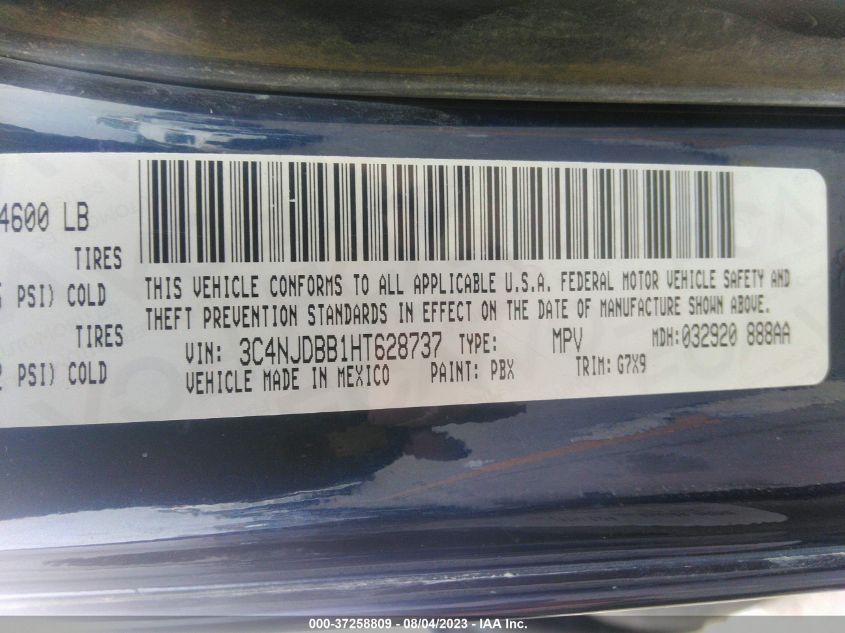 4600 LB
TIRES
PSI) COLD
TIRES
PSI) COLD
THIS VEHICLE CONFORMS TO ALL APPLICABLE U.S.A. FEDERAL MOTOR VEHICLE SAFETY AND
THEFT PREVENTION STANDARDS IN EFFECT ON THE DATE OF MANUFACTURE SHOWN ABOVE.
VIN: 3C4NJDBB1HT628737 TYPE: MPV MDH:032920 888AA
VEHICLE MADE IN MEXICO PAINT: PBX TRIM: G7X9
000-37258809 - 08/04/2023 - IAA Inc.